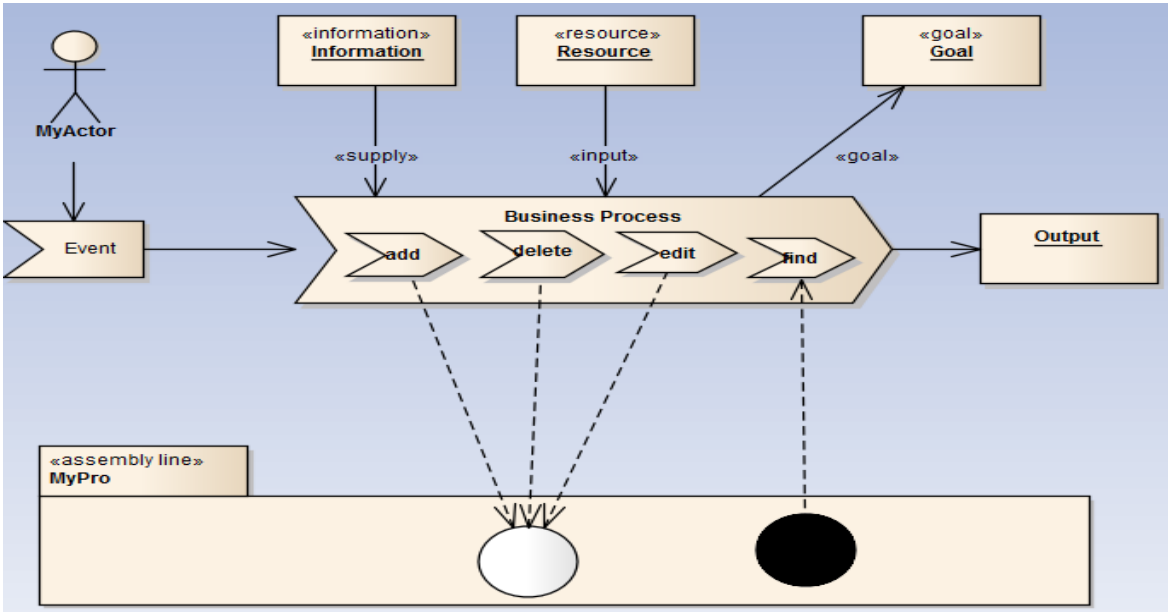 «information»
Information
«resource»
Resource
«goal»
Goal
MyActor
«supply»
«input»
«goal»
Event
Business Process
add
delete
edit
find
Output
«assembly line»
MyPro